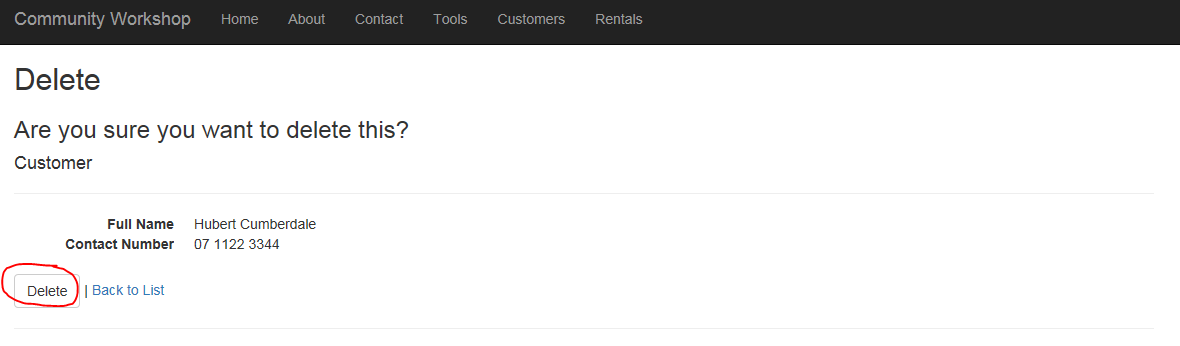 Community Workshop Home About Contact Tools Customers Rentals
Delete
Are you sure you want to delete this?
Customer
Full Name Hubert Cumberdale
Contact Number 07 1122 3344
Delete | Back to List